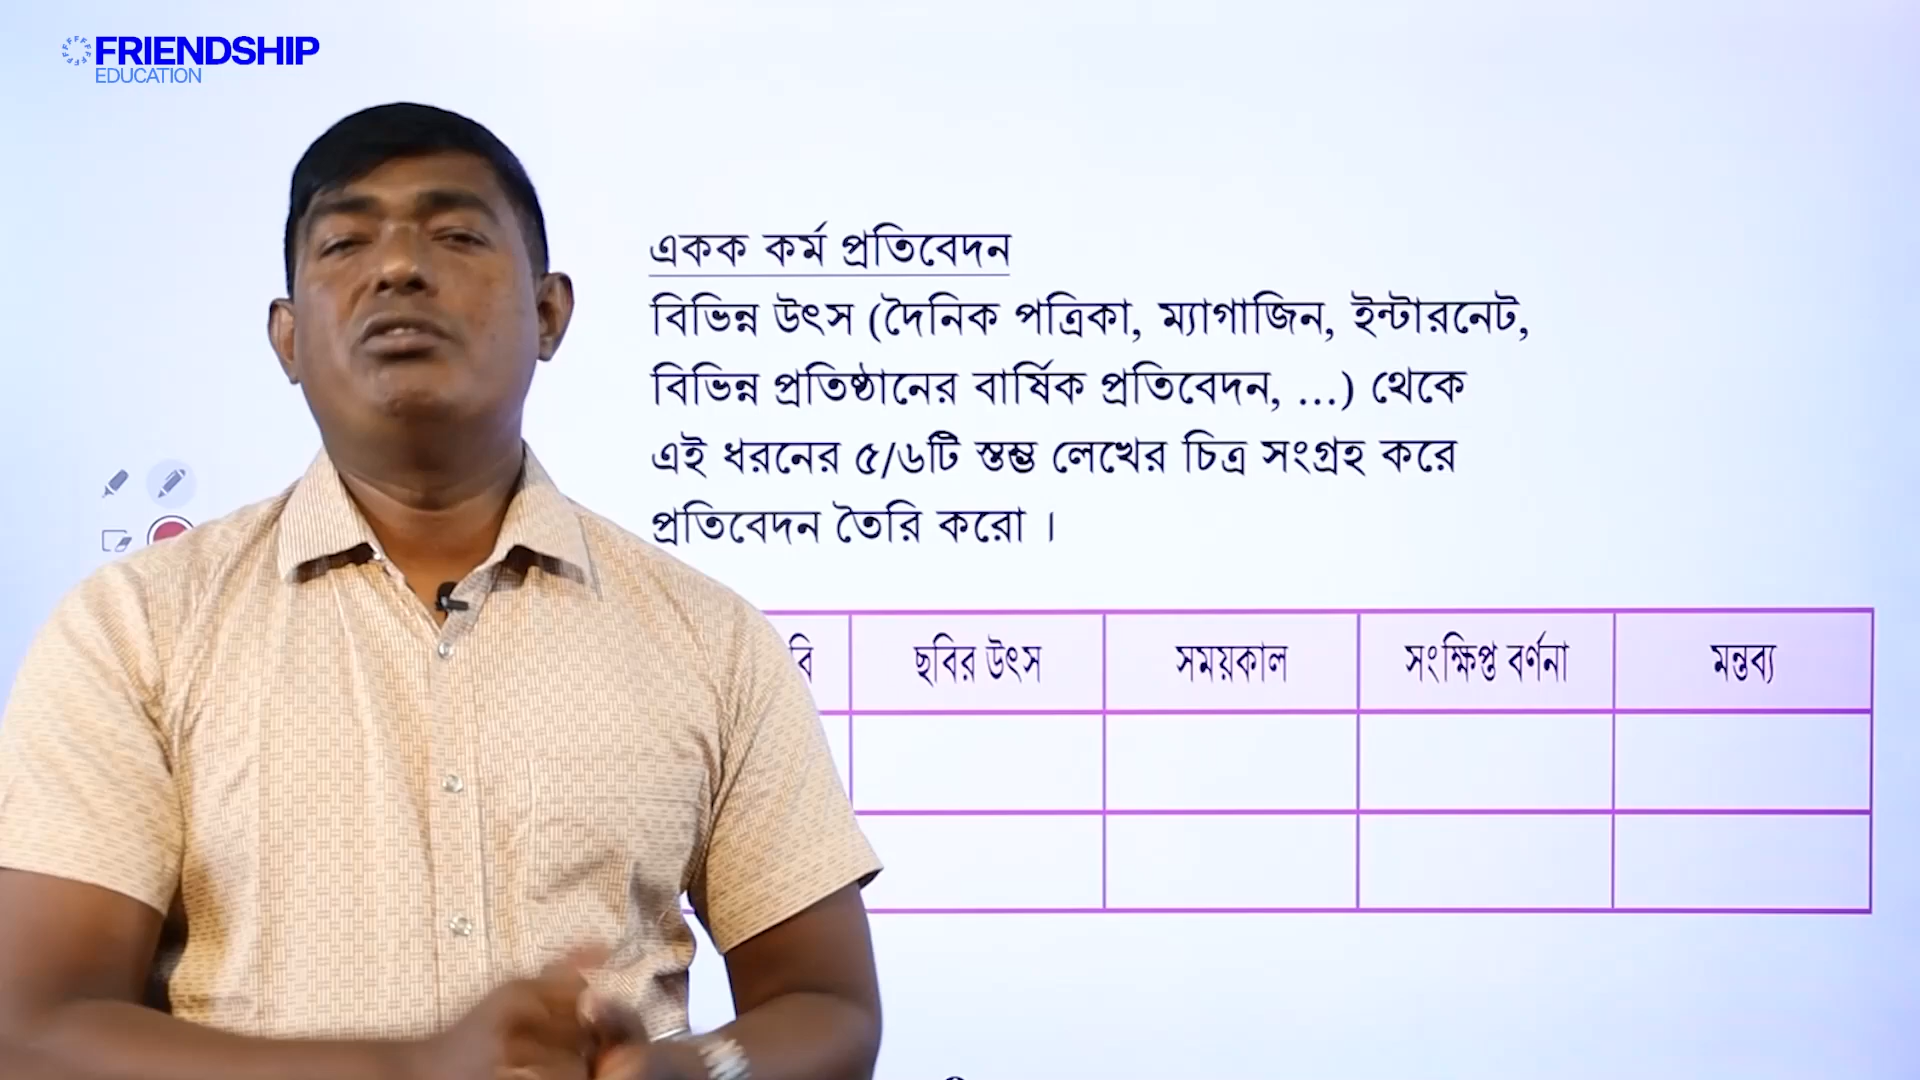 FRIENDSHIP
EDUCATION
একক কর্ম প্রতিবেদন
বিভিন্ন উৎস (দৈনিক পত্রিকা, ম্যাগাজিন, ইন্টারনেট,
বিভিন্ন প্রতিষ্ঠানের বার্ষিক প্রতিবেদন, ...) থেকে
এই ধরনের ৫/৬টি স্তম্ভ লেখের চিত্র সংগ্রহ করে
প্রতিবেদন তৈরি করো ।
ছবির উৎস সময়কাল সংক্ষিপ্ত বর্ণনা মন্তব্য